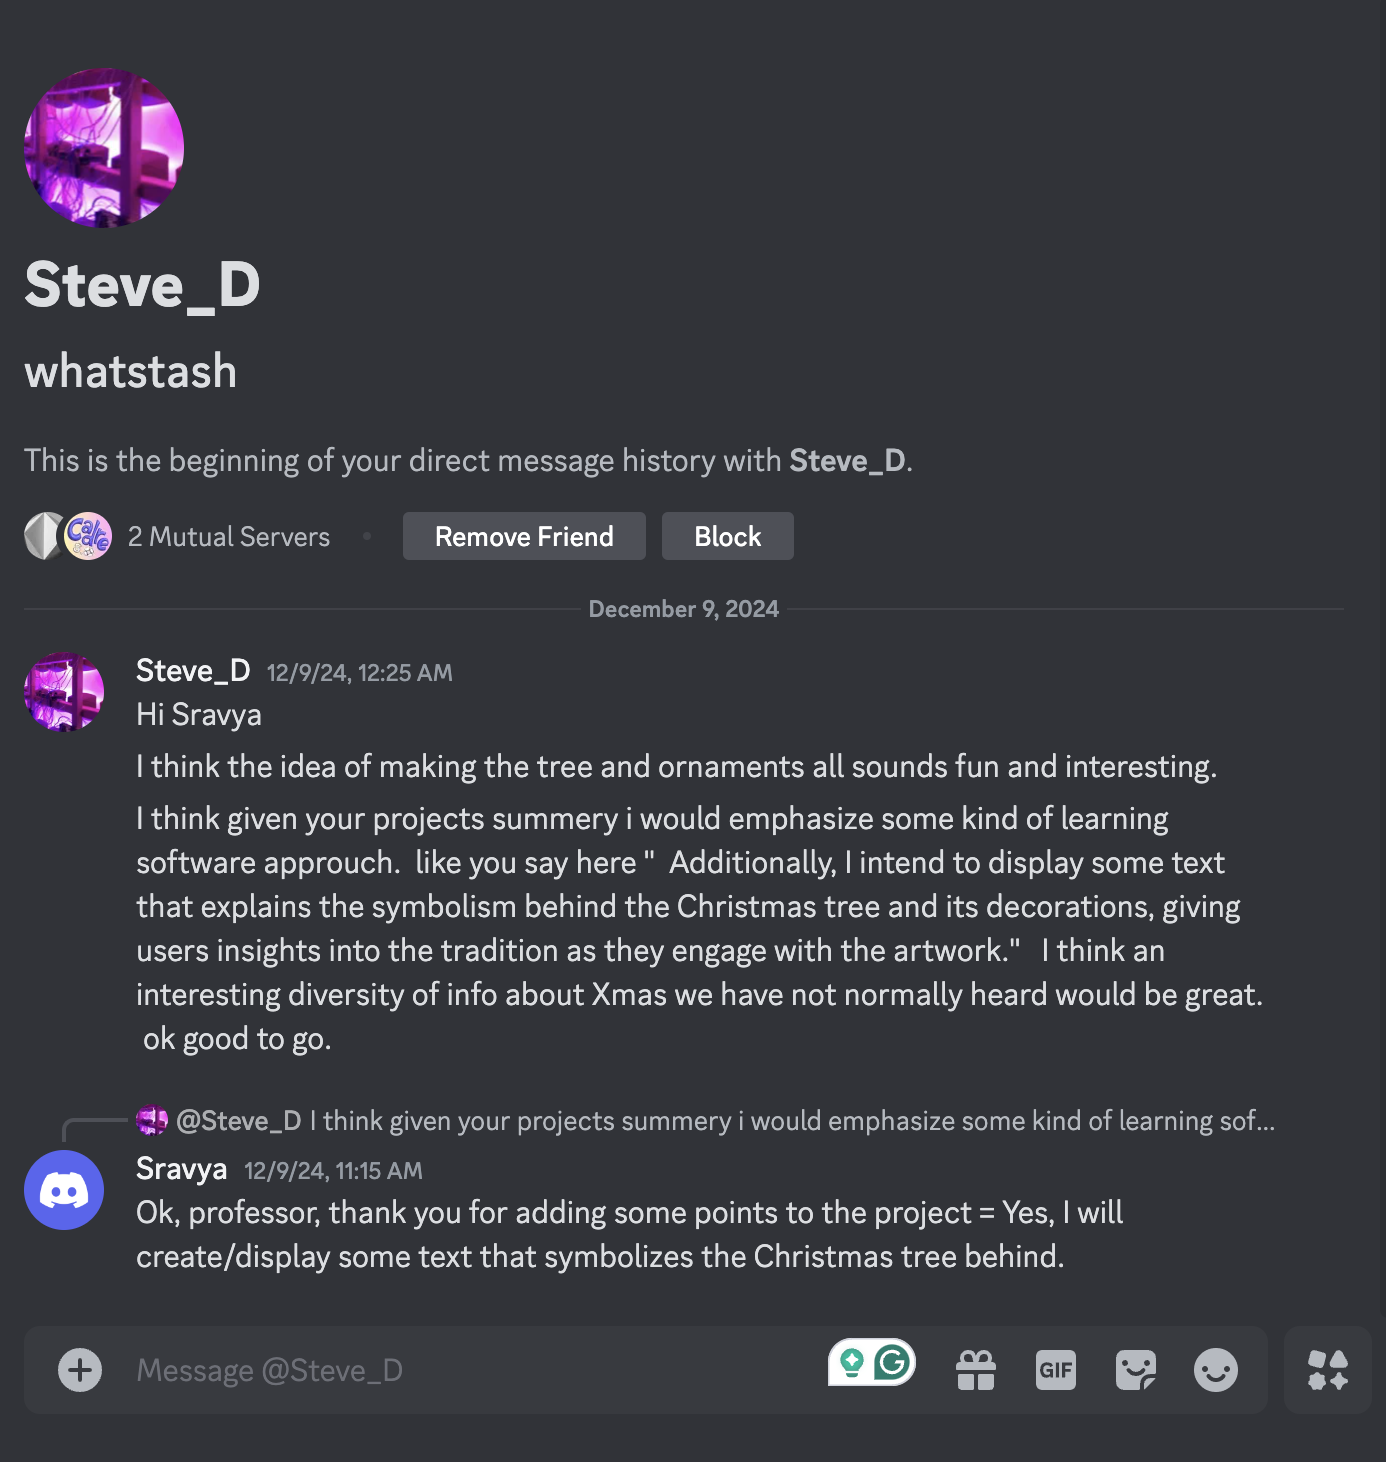 Steve_D
whatstash
This is the beginning of your direct message history with Steve_D.
Calre
2 Mutual Servers
Remove Friend
Block
December 9, 2024
Steve_D 12/9/24, 12:25 AM
Hi Sravya
I think the idea of making the tree and ornaments all sounds fun and interesting.
I think given your projects summery i would emphasize some kind of learning
software approuch.  like you say here "  Additionally, I intend to display some text
that explains the symbolism behind the Christmas tree and its decorations, giving
users insights into the tradition as they engage with the artwork."   I think an
interesting diversity of info about Xmas we have not normally heard would be great.
ok good to go.
@Steve_D I think given your projects summery i would emphasize some kind of learning sof...
Sravya 12/9/24, 11:15 AM
Ok, professor, thank you for adding some points to the project = Yes, I will
create/display some text that symbolizes the Christmas tree behind.
Message @Steve_D
G
GIF